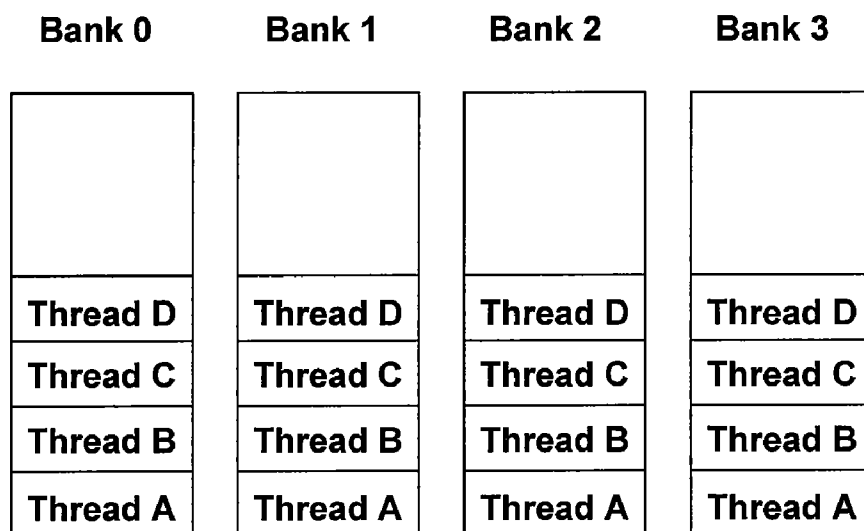 Bank 0 Bank 1 Bank 2 Bank 3
Thread D Thread D Thread D Thread D
Thread C Thread C Thread C Thread C
Thread B Thread B Thread B Thread B
Thread A Thread A Thread A Thread A